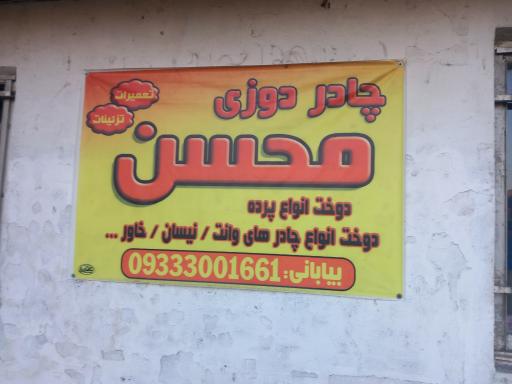 چادر دوزی
تعمیرات
تزئینات
محسن
دوخت انواع پرده
دوخت انواع چادر های وانت / نیسان / خاور ...
بیابانی: 09333001661